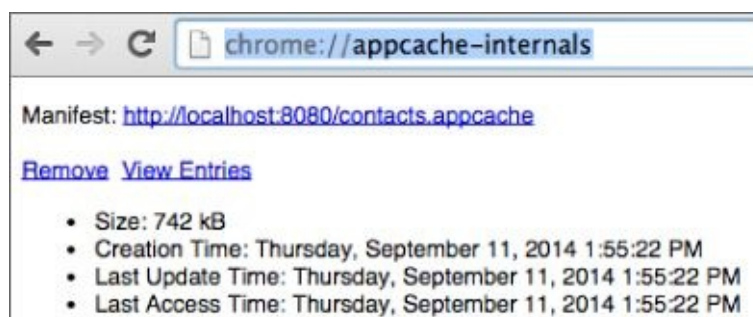 chrome://appcache-internals
Manifest: http://localhost:8080/contacts.appcache
Remove View Entries
• Size: 742 kB
• Creation Time: Thursday, September 11, 2014 1:55:22 PM
• Last Update Time: Thursday, September 11, 2014 1:55:22 PM
• Last Access Time: Thursday, September 11, 2014 1:55:22 PM